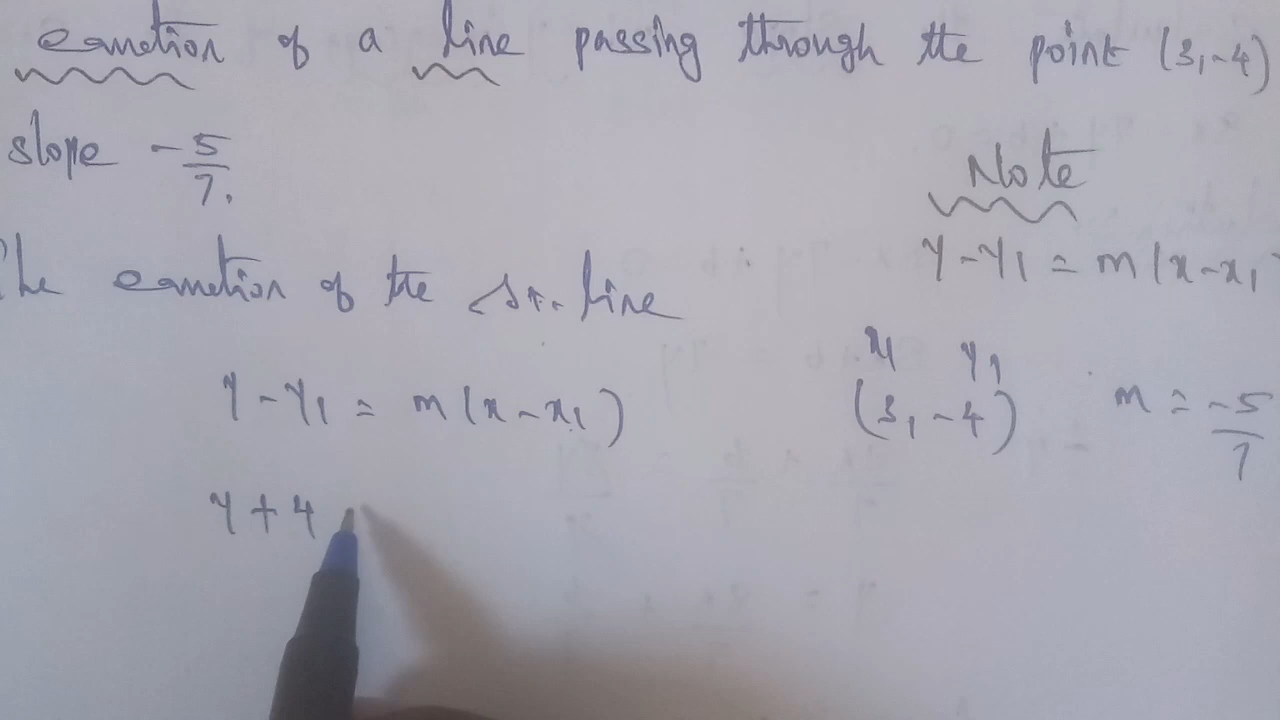 equation of a line passing through the point (3, -4)
slope -5/7.
Note
y - y1 = m(x - x1)
The equation of the St. line
x1 y1
y - y1 = m(x - x1)
(3, -4) m = -5/7
y + 4